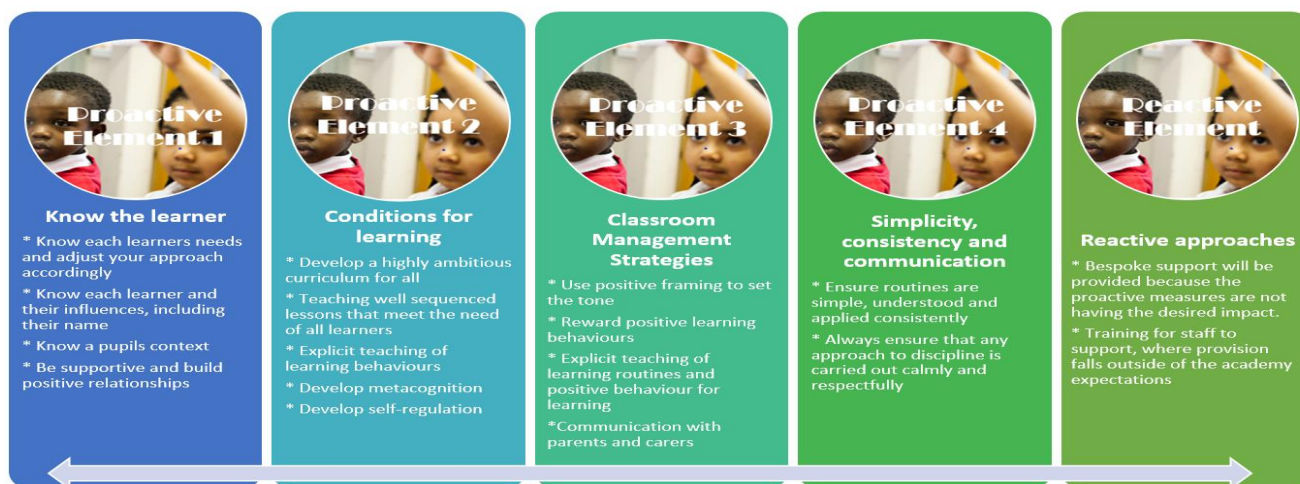 Proactive
Element 1
Know the learner
* Know each learners needs
and adjust your approach
accordingly
* Know each learner and
their influences, including
their name
* Know a pupils context
* Be supportive and build
positive relationships
Proactive
Element 2
Conditions for
learning
* Develop a highly ambitious
curriculum for all
* Teaching well sequenced
lessons that meet the need
of all learners
* Explicit teaching of
learning behaviours
* Develop metacognition
* Develop self-regulation
Proactive
Element 3
Classroom
Management
Strategies
* Use positive framing to set
the tone
* Reward positive learning
behaviours
* Explicit teaching of
learning routines and
positive behaviour for
learning
*Communication with
parents and carers
Proactive
Element 4
Simplicity,
consistency and
communication
* Ensure routines are
simple, understood and
applied consistently
* Always ensure that any
approach to discipline is
carried out calmly and
respectfully
Reactive
Element
Reactive approaches
* Bespoke support will be
provided because the
proactive measures are not
having the desired impact.
* Training for staff to
support, where provision
falls outside of the academy
expectations